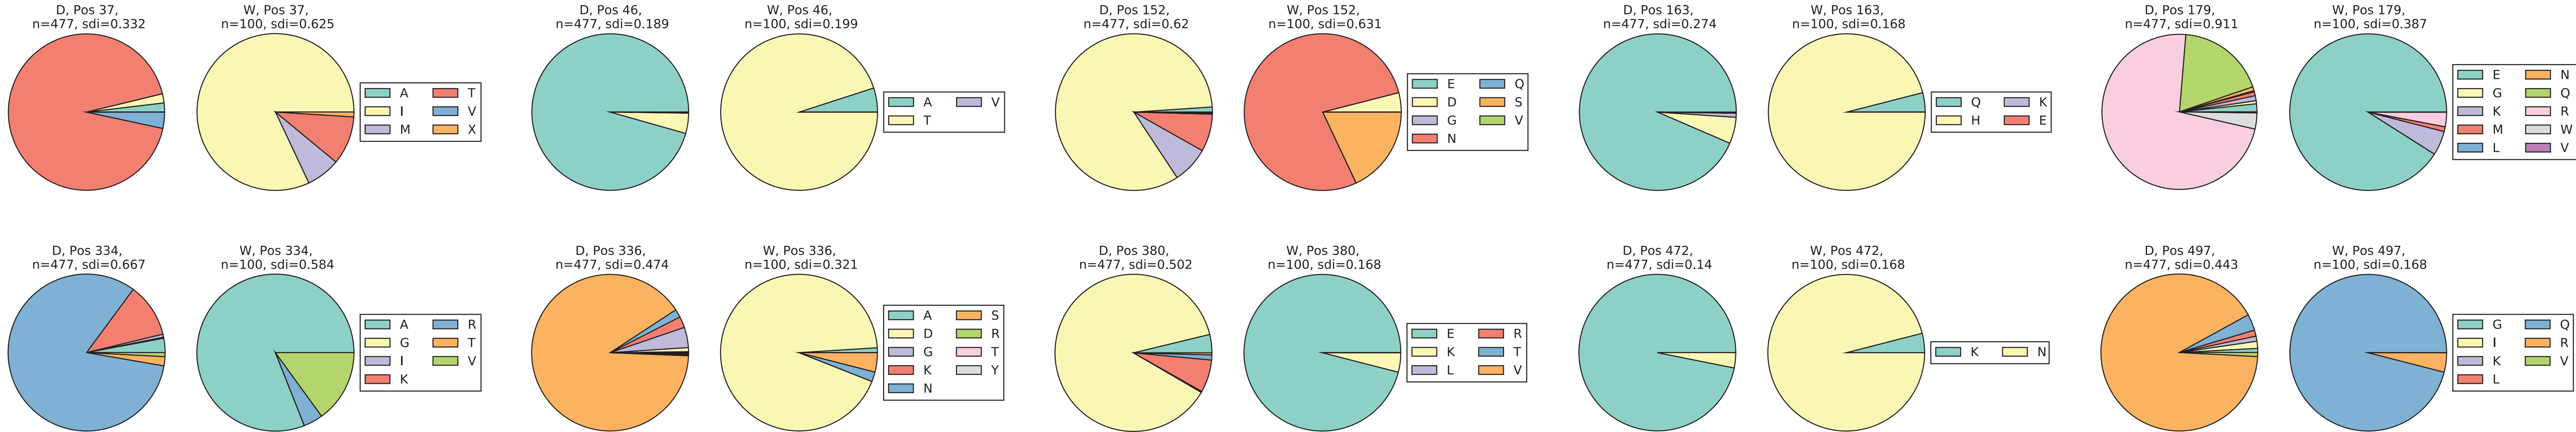 D, Pos 37,
n=477, sdi=0.332
W, Pos 37,
n=100, sdi=0.625
A T
I V
M X
D, Pos 46,
n=477, sdi=0.189
W, Pos 46,
n=100, sdi=0.199
A V
T
D, Pos 152,
n=477, sdi=0.62
W, Pos 152,
n=100, sdi=0.631
E Q
D S
G V
N
D, Pos 163,
n=477, sdi=0.274
W, Pos 163,
n=100, sdi=0.168
Q K
H E
D, Pos 179,
n=477, sdi=0.911
W, Pos 179,
n=100, sdi=0.387
E N
G Q
K R
M W
L V
D, Pos 334,
n=477, sdi=0.667
W, Pos 334,
n=100, sdi=0.584
A R
G T
I V
K
D, Pos 336,
n=477, sdi=0.474
W, Pos 336,
n=100, sdi=0.321
A S
D R
G T
K Y
N
D, Pos 380,
n=477, sdi=0.502
W, Pos 380,
n=100, sdi=0.168
E R
K T
L V
D, Pos 472,
n=477, sdi=0.14
W, Pos 472,
n=100, sdi=0.168
K N
D, Pos 497,
n=477, sdi=0.443
W, Pos 497,
n=100, sdi=0.168
G Q
I R
K V
L